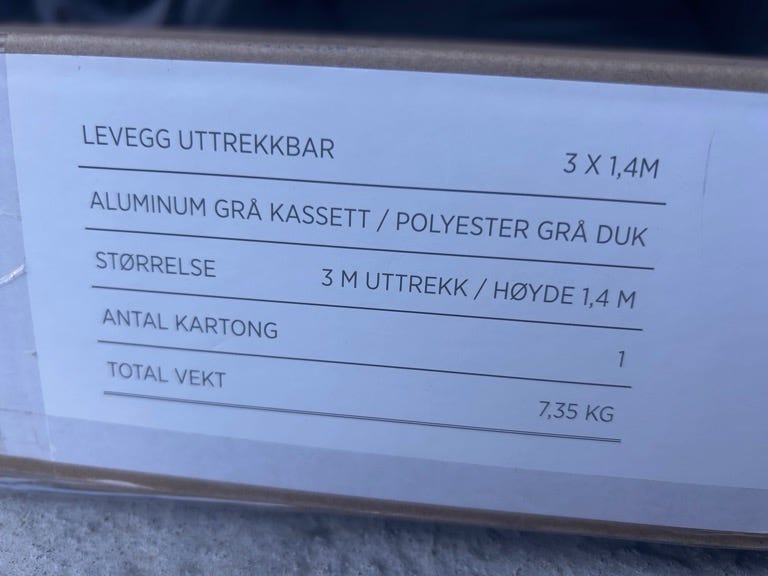 LEVEGG UTTREKKBAR 3 X 1,4M
ALUMINUM GRÅ KASSETT / POLYESTER GRÅ DUK
STØRRELSE 3 M UTTREKK / HØYDE 1,4 M
ANTAL KARTONG 1
TOTAL VEKT 7,35 KG